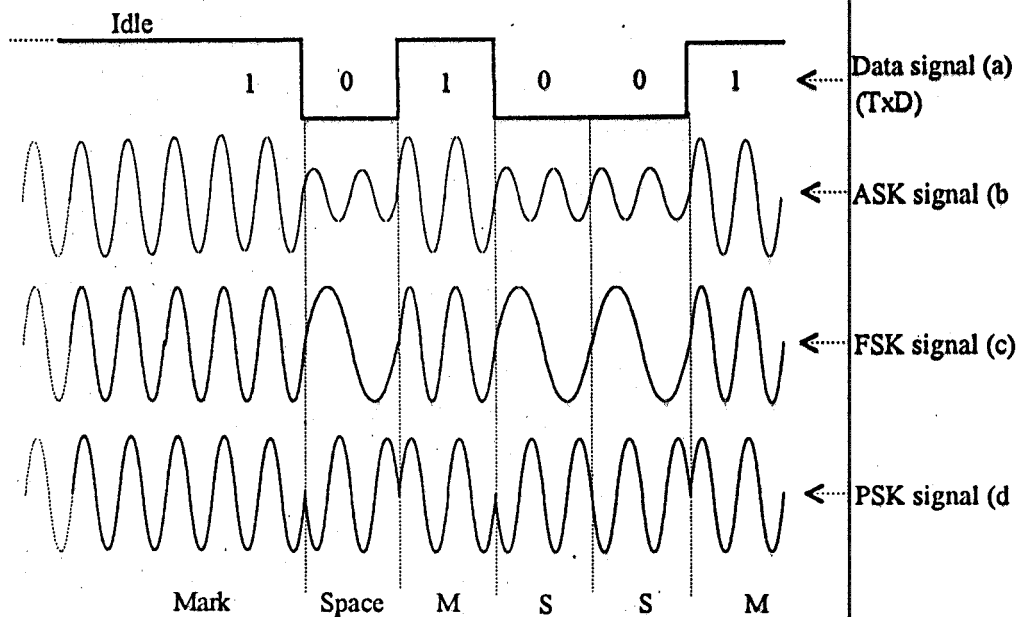 Idle
1 0 1 0 0 1
Data signal (a)
(TxD)
ASK signal (b
FSK signal (c)
PSK signal (d
Mark Space M S S M